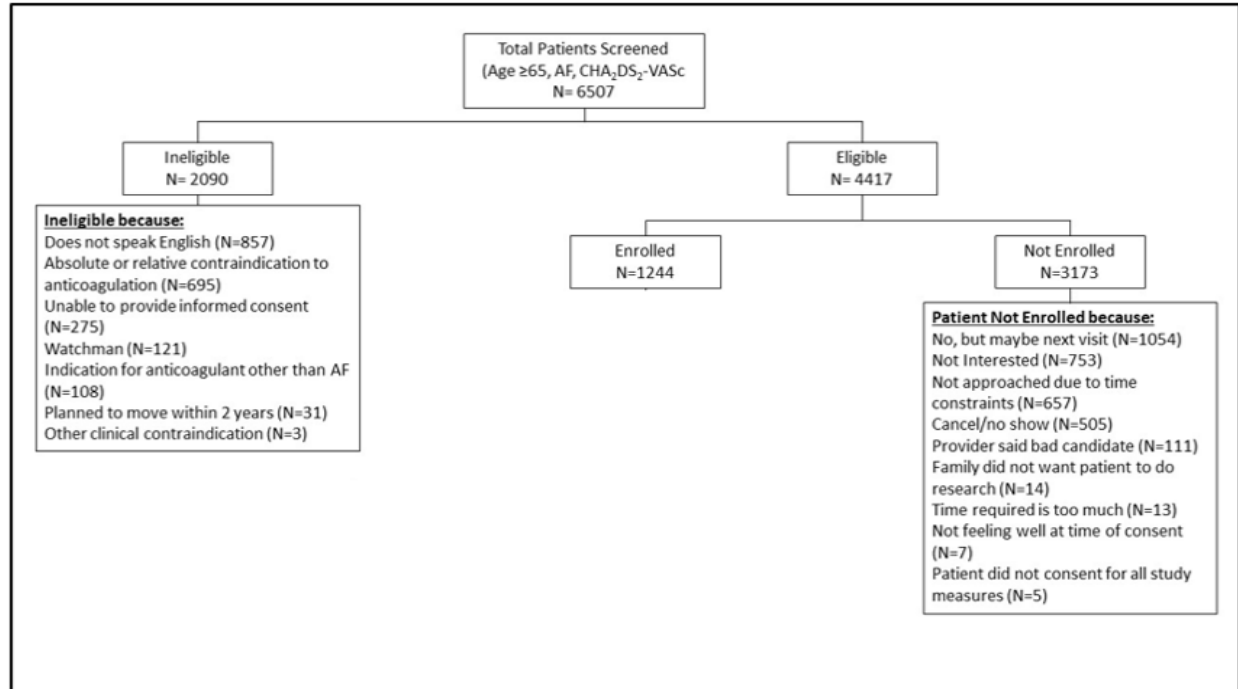 Total Patients Screened
(Age ≥65, AF, CHA₂DS₂-VASc
N= 6507
Ineligible
N= 2090
Eligible
N= 4417
Ineligible because:
Does not speak English (N=857)
Absolute or relative contraindication to
anticoagulation (N=695)
Unable to provide informed consent
(N=275)
Watchman (N=121)
Indication for anticoagulant other than AF
(N=108)
Planned to move within 2 years (N=31)
Other clinical contraindication (N=3)
Enrolled
N=1244
Not Enrolled
N=3173
Patient Not Enrolled because:
No, but maybe next visit (N=1054)
Not Interested (N=753)
Not approached due to time
constraints (N=657)
Cancel/no show (N=505)
Provider said bad candidate (N=111)
Family did not want patient to do
research (N=14)
Time required is too much (N=13)
Not feeling well at time of consent
(N=7)
Patient did not consent for all study
measures (N=5)